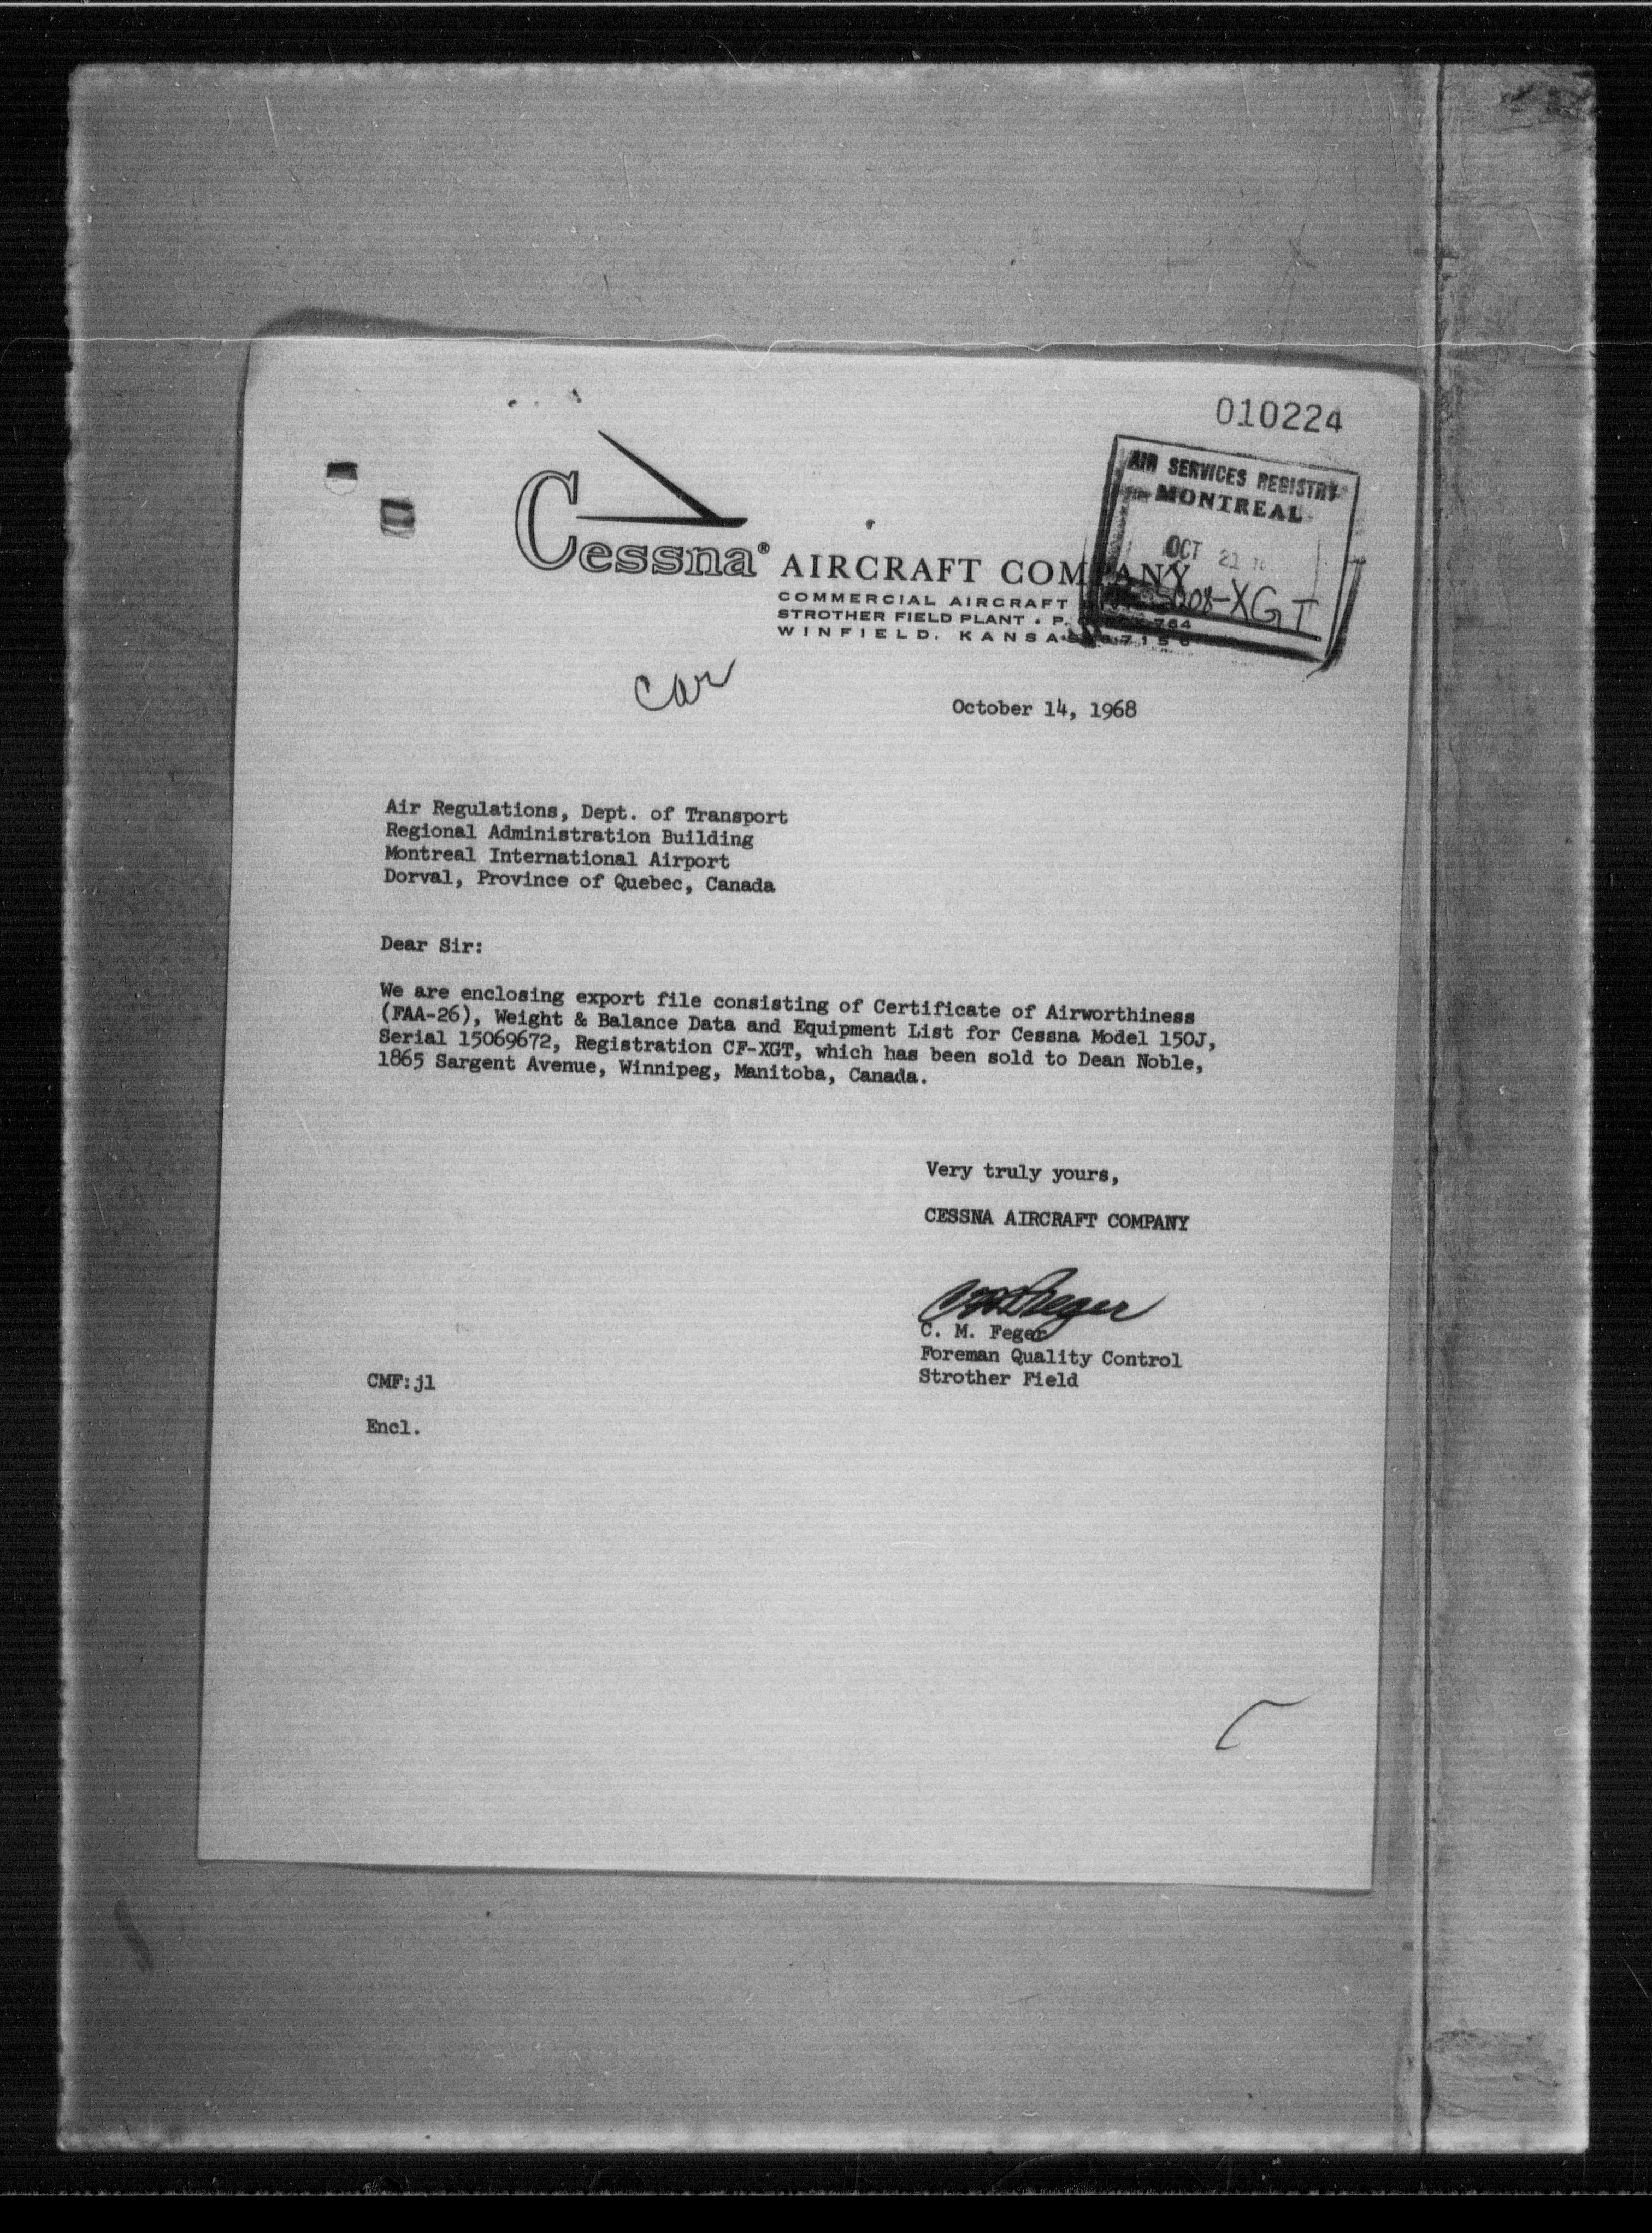 010224
AIR SERVICES REGISTRY
MONTREAL
OCT 21
-XGT
Cessna® AIRCRAFT COMPANY
COMMERCIAL AIRCRAFT
STROTHER FIELD PLANT • P. O. BOX 764
WINFIELD, KANSAS 67156
car
October 14, 1968
Air Regulations, Dept. of Transport
Regional Administration Building
Montreal International Airport
Dorval, Province of Quebec, Canada
Dear Sir:
We are enclosing export file consisting of Certificate of Airworthiness
(FAA-26), Weight & Balance Data and Equipment List for Cessna Model 150J,
Serial 15069672, Registration CF-XGT, which has been sold to Dean Noble,
1865 Sargent Avenue, Winnipeg, Manitoba, Canada.
Very truly yours,
CESSNA AIRCRAFT COMPANY
C. M. Feger
Foreman Quality Control
Strother Field
CMF:jl
Encl.